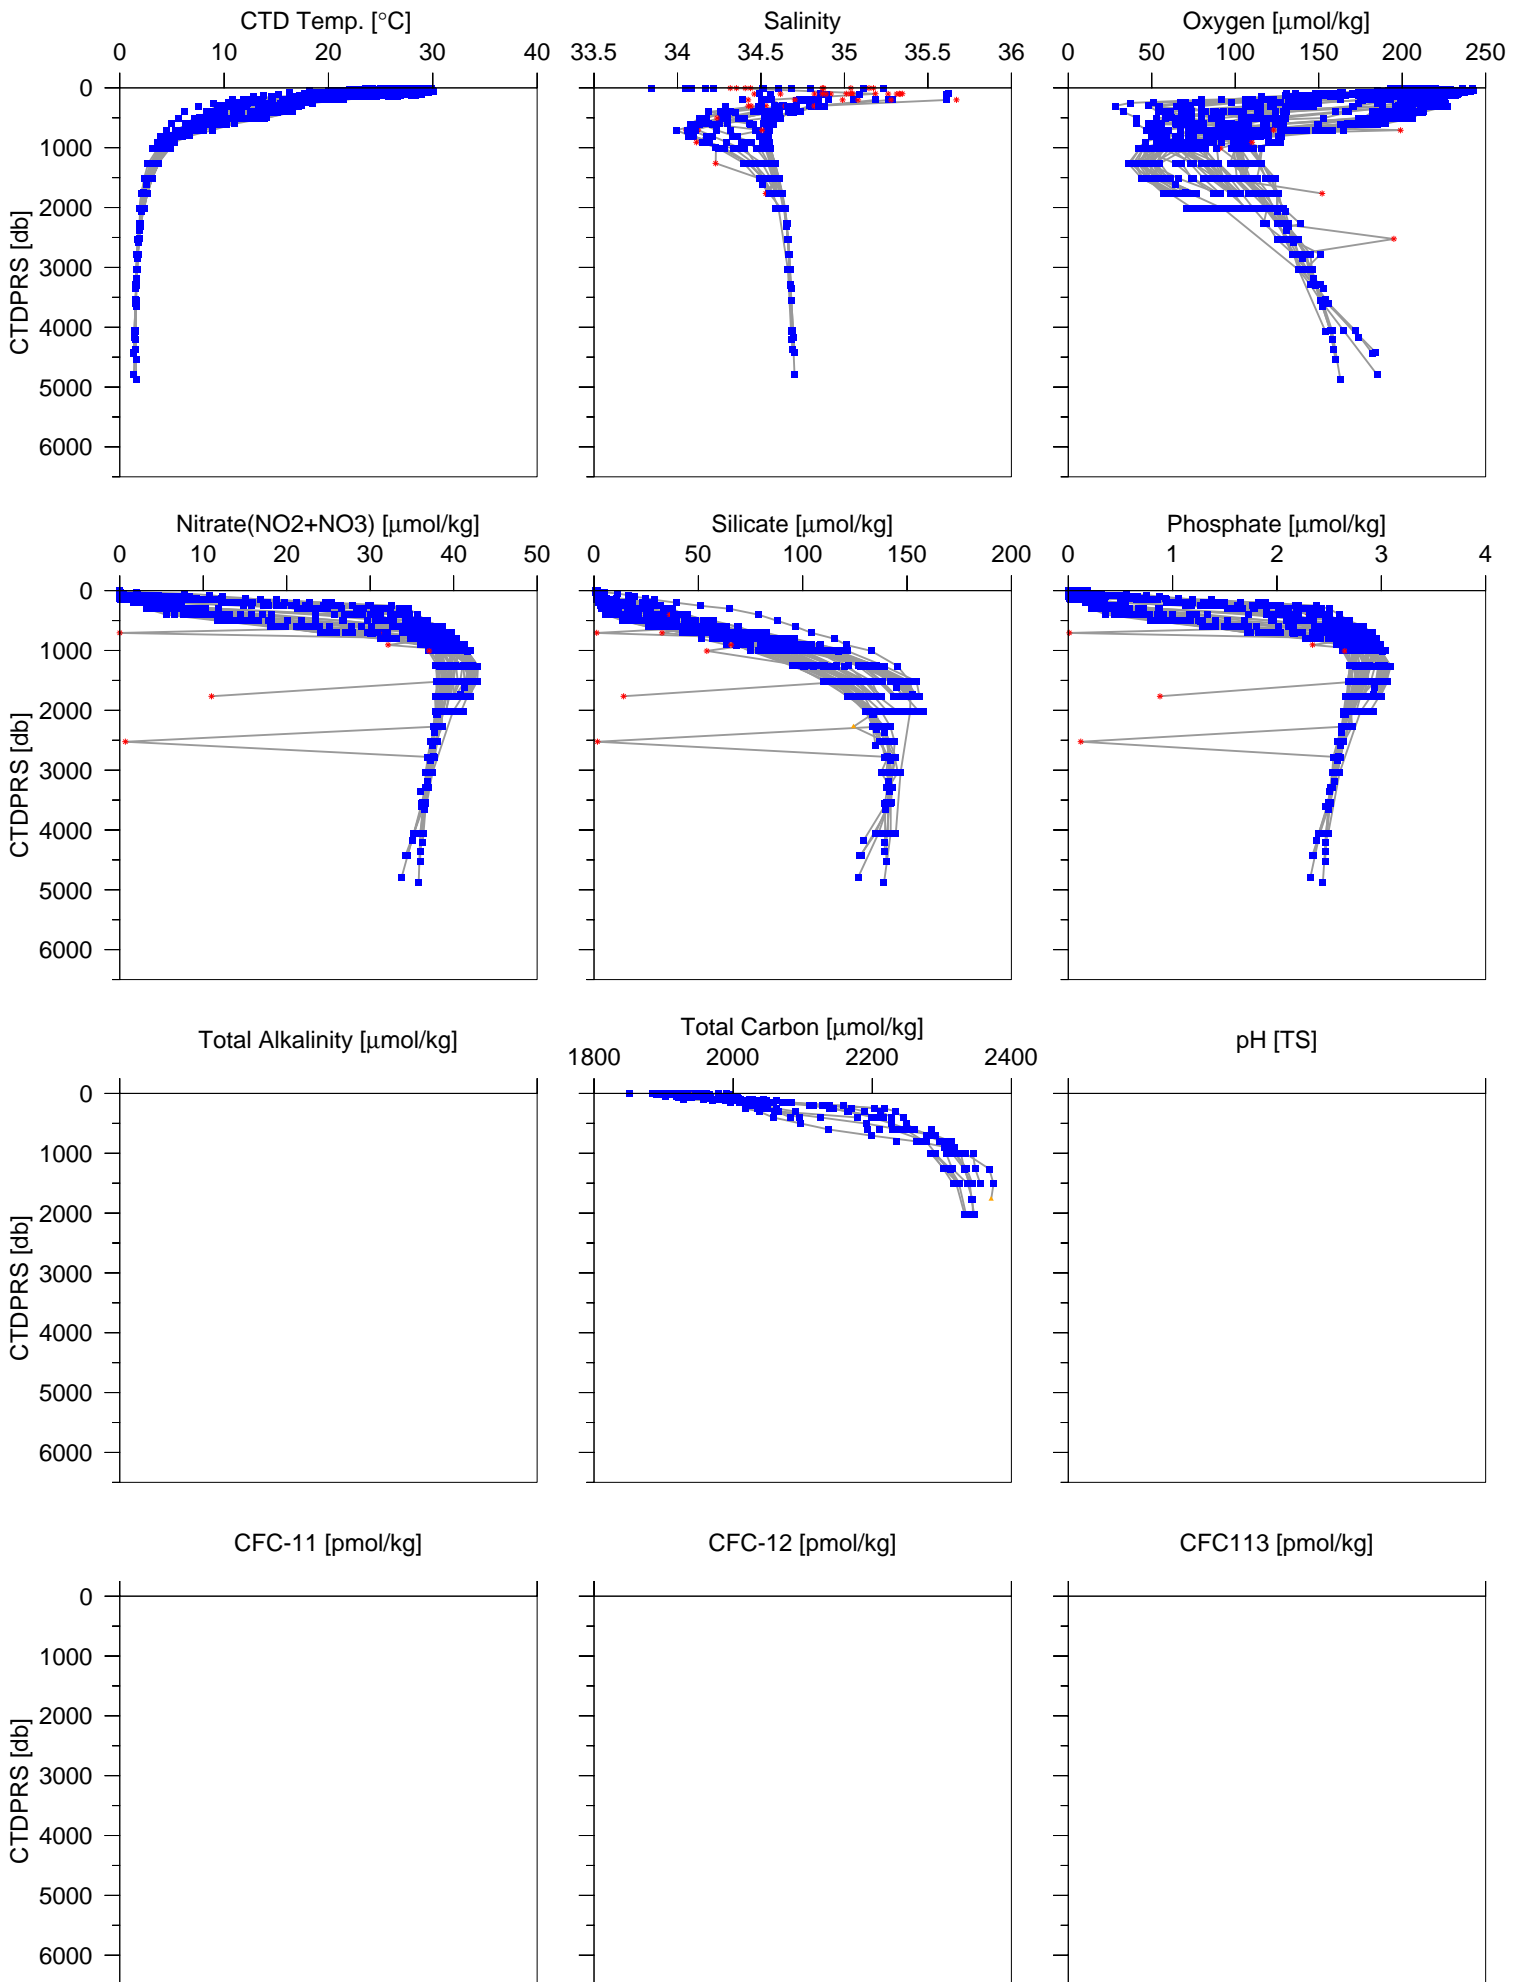 CTD Temp. [°C] Salinity Oxygen [μmol/kg]
0 10 20 30 40 33.5 34 34.5 35 35.5 36 0 50 100 150 200 250
0
1000
2000
3000
4000
5000
6000
CTDPRS [db]
Nitrate(NO2+NO3) [μmol/kg] Silicate [μmol/kg] Phosphate [μmol/kg]
0 10 20 30 40 50 0 50 100 150 200 0 1 2 3 4
0
1000
2000
3000
4000
5000
6000
CTDPRS [db]
Total Alkalinity [μmol/kg] Total Carbon [μmol/kg] pH [TS]
1800 2000 2200 2400
0
1000
2000
3000
4000
5000
6000
CTDPRS [db]
CFC-11 [pmol/kg] CFC-12 [pmol/kg] CFC113 [pmol/kg]
0
1000
2000
3000
4000
5000
6000
CTDPRS [db]